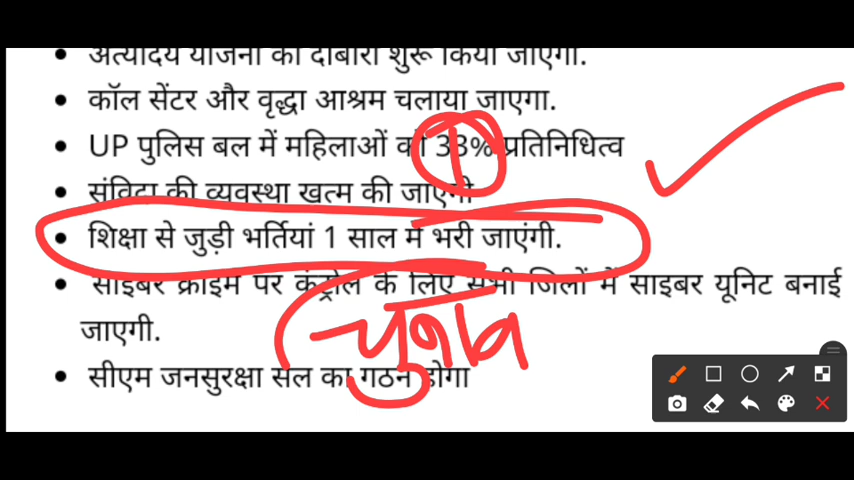 अंत्योदय योजना को दोबारा शुरू किया जाएगा.
कॉल सेंटर और वृद्धा आश्रम चलाया जाएगा.
UP पुलिस बल में महिलाओं को 33% प्रतिनिधित्व
संविदा की व्यवस्था खत्म की जाएगी
शिक्षा से जुड़ी भर्तियां 1 साल में भरी जाएंगी.
साइबर क्राइम पर कंट्रोल के लिए सभी जिलों में साइबर यूनिट बनाई
जाएगी.
चुनाव
सीएम जनसुरक्षा सेल का गठन होगा